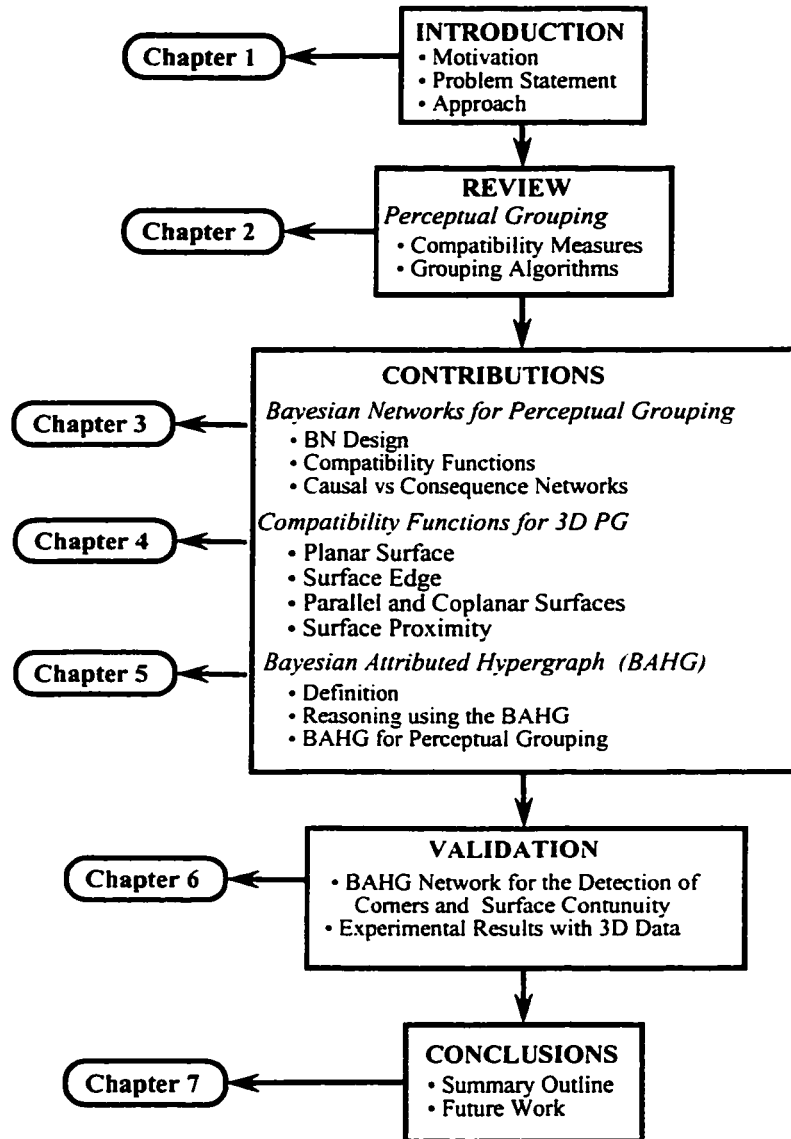 INTRODUCTION
• Motivation
• Problem Statement
• Approach
Chapter 1
REVIEW
Perceptual Grouping
• Compatibility Measures
• Grouping Algorithms
Chapter 2
CONTRIBUTIONS
Bayesian Networks for Perceptual Grouping
• BN Design
• Compatibility Functions
• Causal vs Consequence Networks
Chapter 3
Compatibility Functions for 3D PG
• Planar Surface
• Surface Edge
• Parallel and Coplanar Surfaces
• Surface Proximity
Chapter 4
Bayesian Attributed Hypergraph (BAHG)
• Definition
• Reasoning using the BAHG
• BAHG for Perceptual Grouping
Chapter 5
VALIDATION
• BAHG Network for the Detection of
Corners and Surface Contunuity
• Experimental Results with 3D Data
Chapter 6
CONCLUSIONS
• Summary Outline
• Future Work
Chapter 7